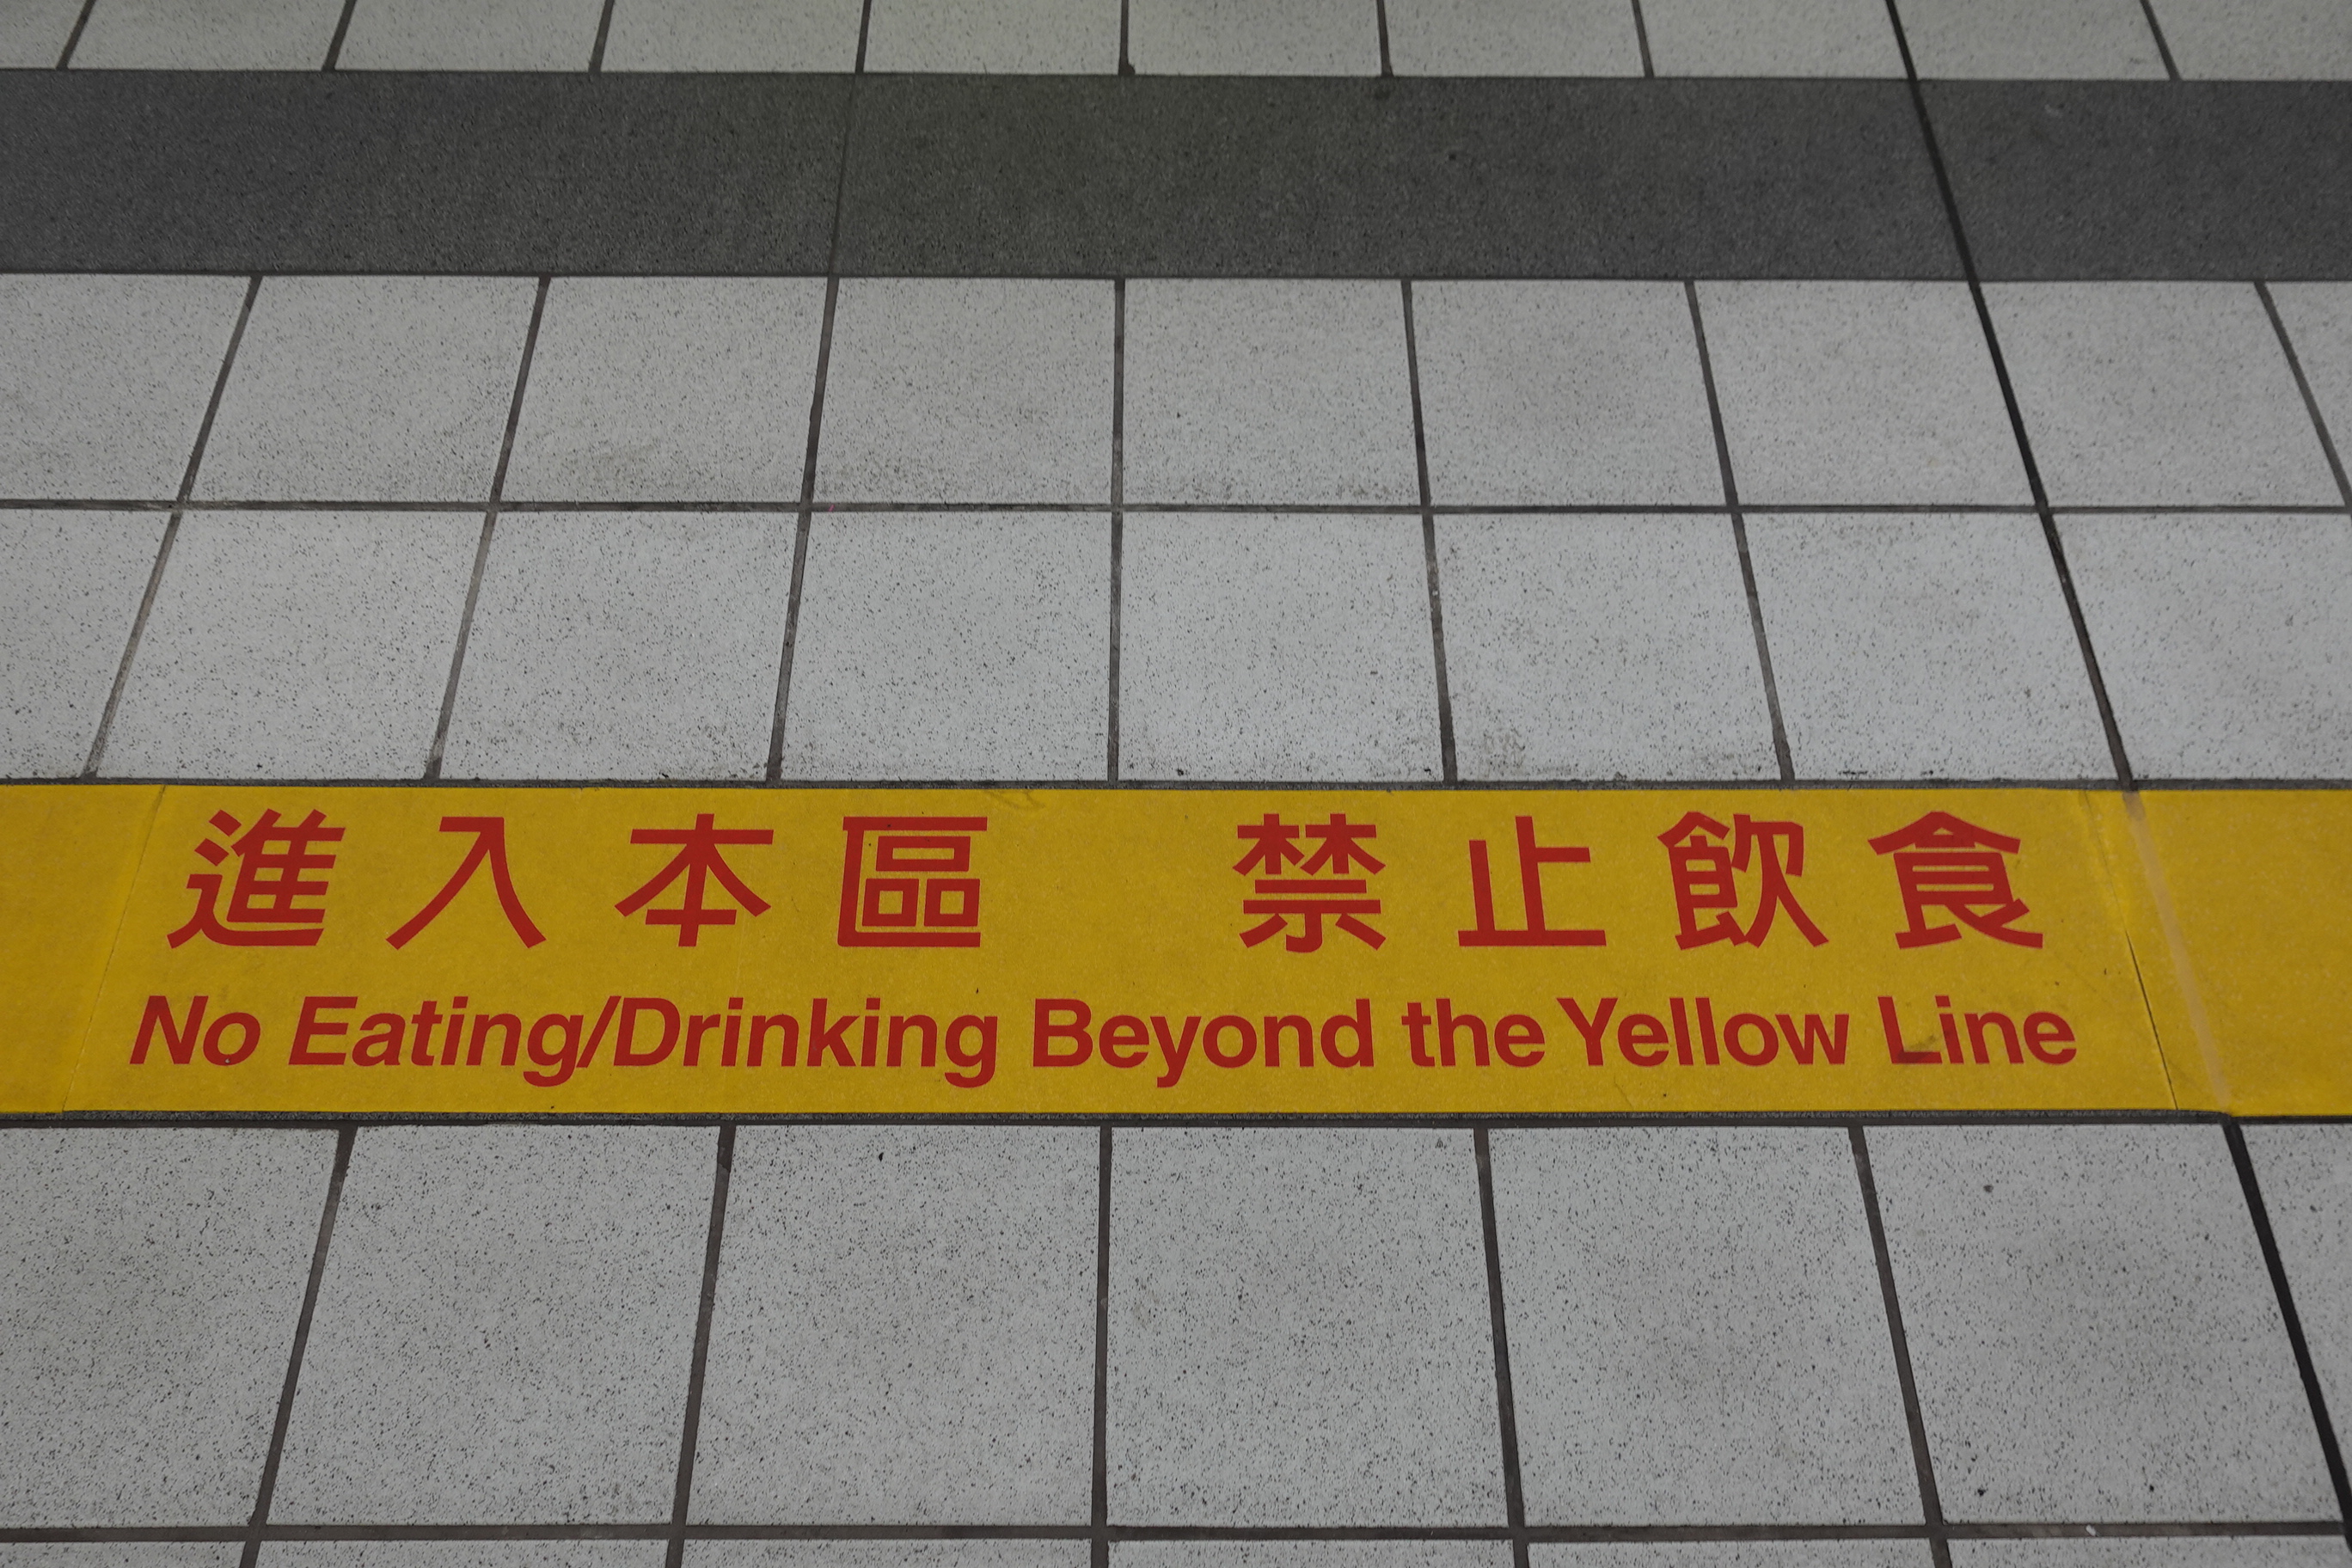 進入本區 禁止飲食
No Eating/Drinking Beyond the Yellow Line